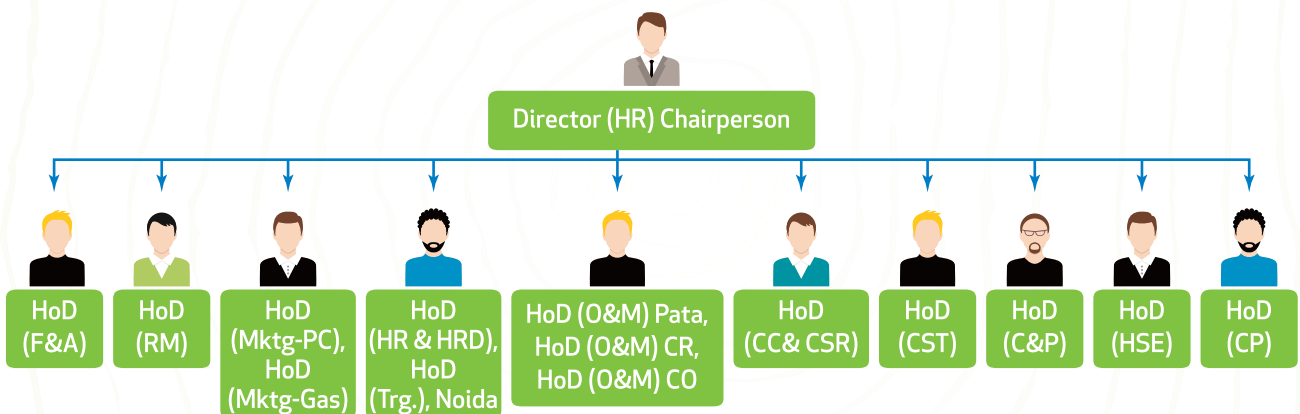 Director (HR) Chairperson
HoD
(F&A)
HoD
(RM)
HoD
(Mktg-PC),
HoD
(Mktg-Gas)
HoD
(HR & HRD),
HoD
(Trg.), Noida
HoD (O&M) Pata,
HoD (O&M) CR,
HoD (O&M) CO
HoD
(CC& CSR)
HoD
(CST)
HoD
(C&P)
HoD
(HSE)
HoD
(CP)